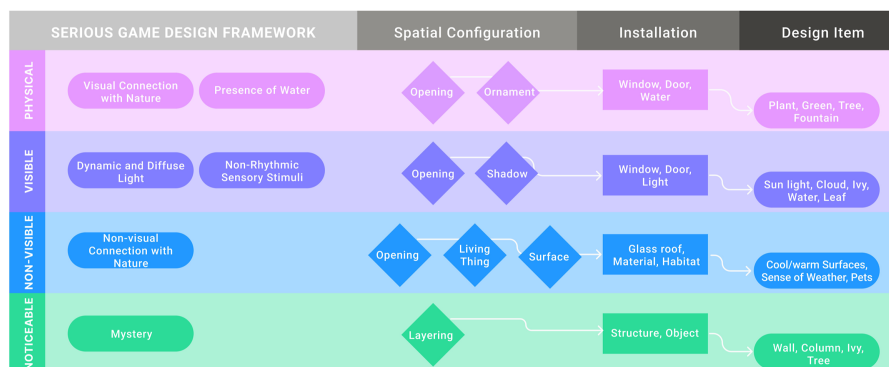 SERIOUS GAME DESIGN FRAMEWORK
Spatial Configuration
Installation
Design Item
PHYSICAL
Visual Connection
with Nature
Presence of Water
Opening
Ornament
Window, Door,
Water
Plant, Green, Tree,
Fountain
VISIBLE
Dynamic and Diffuse
Light
Non-Rhythmic
Sensory Stimuli
Opening
Shadow
Window, Door,
Light
Sun light, Cloud, Ivy,
Water, Leaf
NON-VISIBLE
Non-visual
Connection with
Nature
Opening
Living
Thing
Surface
Glass roof,
Material, Habitat
Cool/warm Surfaces,
Sense of Weather, Pets
NOTICEABLE
Mystery
Layering
Structure, Object
Wall, Column, Ivy,
Tree